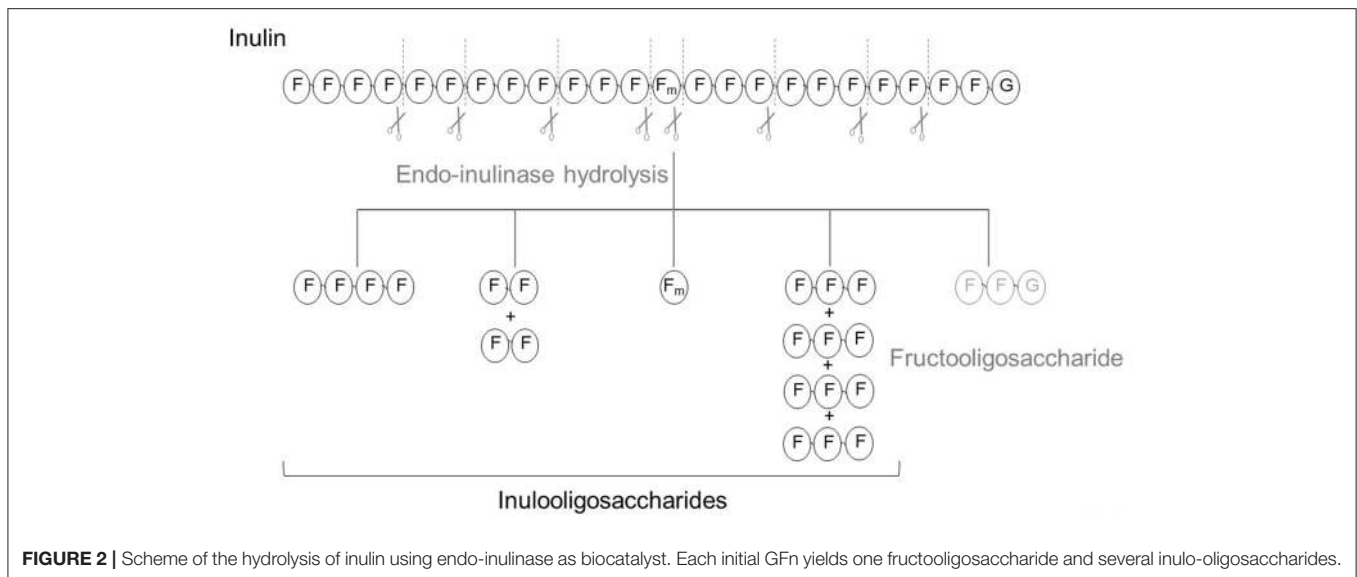 Inulin
F F F F F F F F F F F F Fm F F F F F F F F F F G
Endo-inulinase hydrolysis
F F F F F F Fm F F F F F G
+ +
F F F F F
Fructooligosaccharide
+
F F F
+
F F F
Inulooligosaccharides
FIGURE 2 | Scheme of the hydrolysis of inulin using endo-inulinase as biocatalyst. Each initial GFn yields one fructooligosaccharide and several inulo-oligosaccharides.